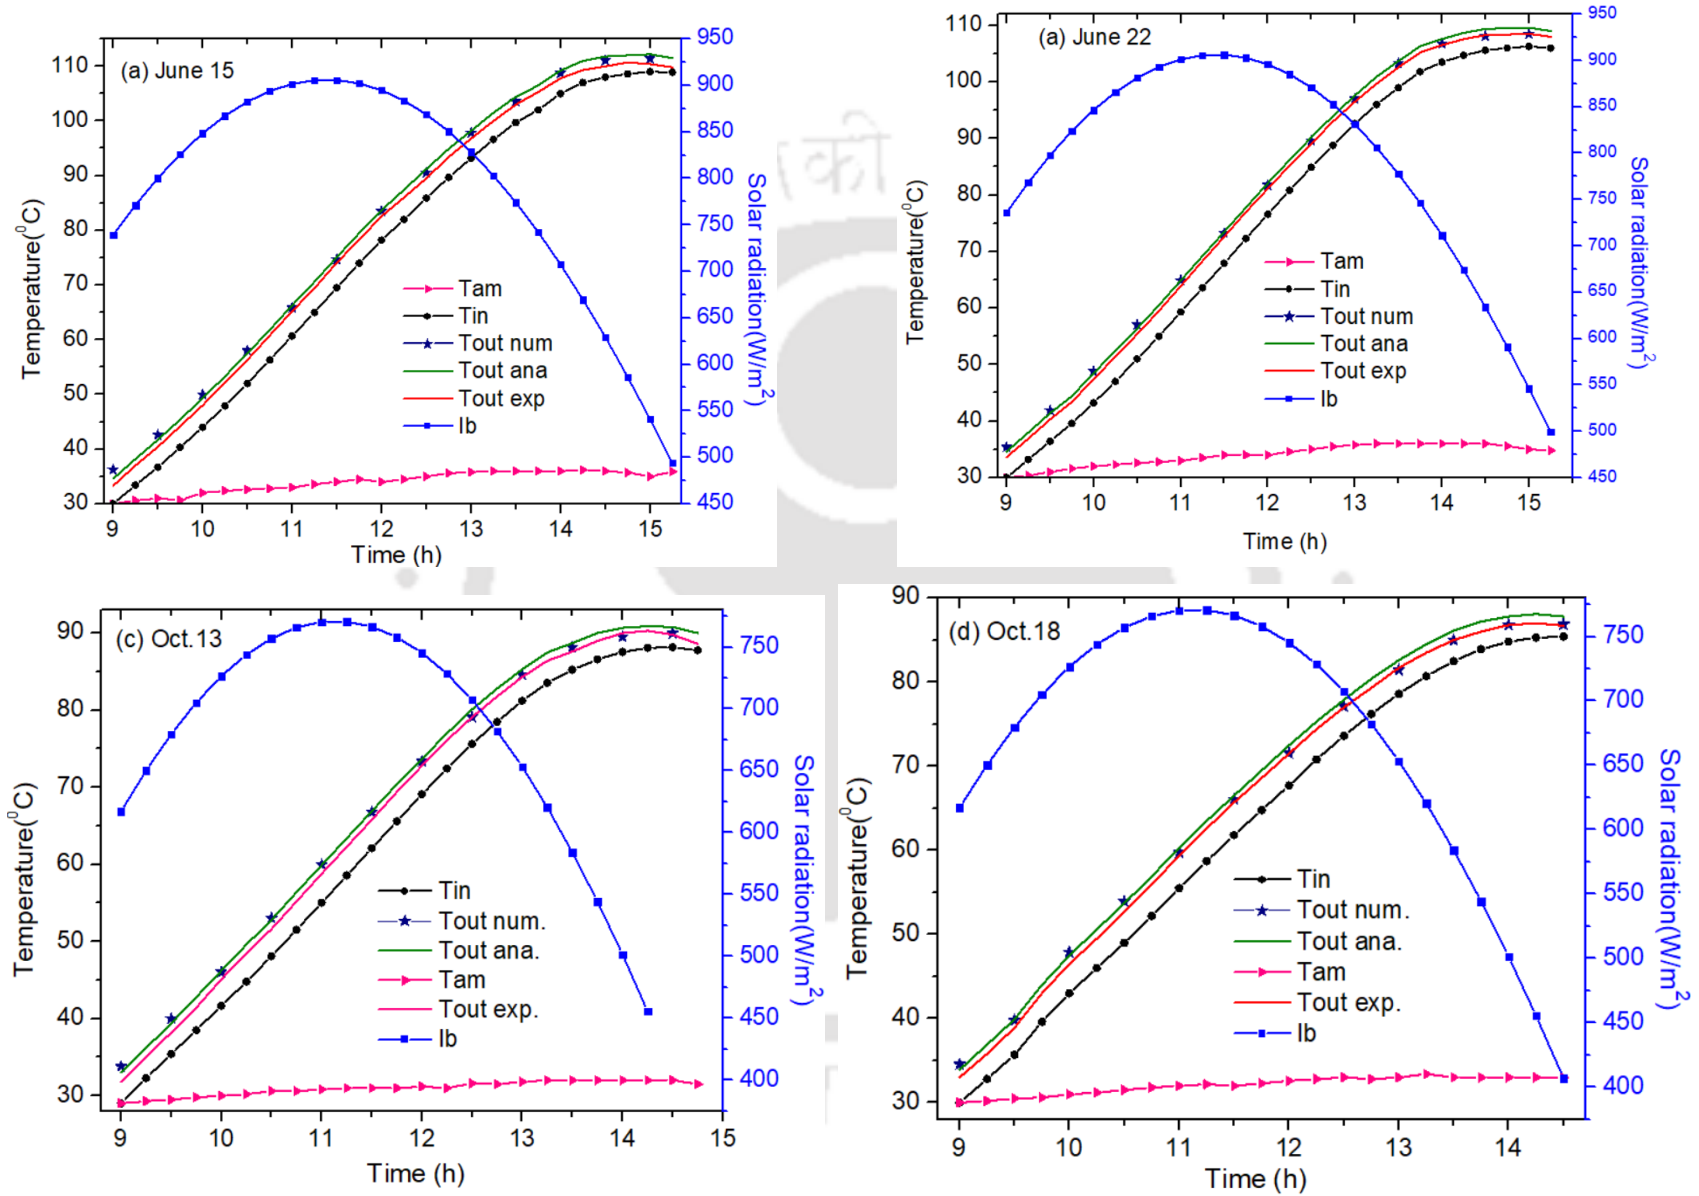 (a) June 15
Temperature(⁰C)
110
100
90
80
70
60
50
40
30
950
900
850
800
750
700
650
600
550
500
450
Solar radiation(W/m²)
Tam
Tin
Tout num
Tout ana
Tout exp
Ib
9 10 11 12 13 14 15
Time (h)
(a) June 22
Temperature(⁰C)
110
100
90
80
70
60
50
40
30
950
900
850
800
750
700
650
600
550
500
450
Solar radiation(W/m²)
Tam
Tin
Tout num
Tout ana
Tout exp
Ib
9 10 11 12 13 14 15
Time (h)
(c) Oct.13
Temperature(⁰C)
90
80
70
60
50
40
30
750
700
650
600
550
500
450
400
Solar radiation(W/m²)
Tin
Tout num.
Tout ana.
Tam
Tout exp.
Ib
9 10 11 12 13 14 15
Time (h)
(d) Oct.18
Temperature(⁰C)
90
80
70
60
50
40
30
750
700
650
600
550
500
450
400
Solar radiation(W/m²)
Tin
Tout num.
Tout ana.
Tam
Tout exp.
Ib
9 10 11 12 13 14
Time (h)